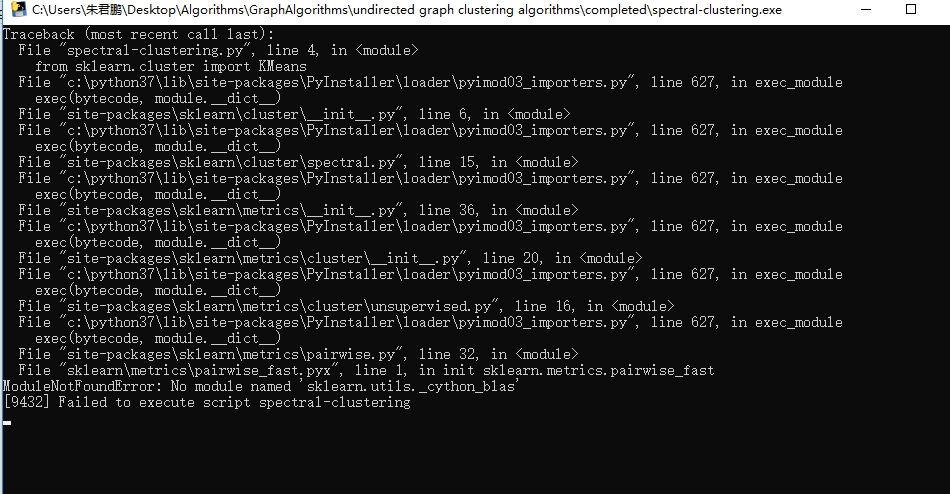 C:\Users\朱君鹏\Desktop\Algorithms\GraphAlgorithms\undirected graph clustering algorithms\completed\spectral-clustering.exe
Traceback (most recent call last):
  File "spectral-clustering.py", line 4, in <module>
    from sklearn.cluster import KMeans
  File "c:\python37\lib\site-packages\PyInstaller\loader\pyimod03_importers.py", line 627, in exec_module
    exec(bytecode, module.__dict__)
  File "site-packages\sklearn\cluster\__init__.py", line 6, in <module>
  File "c:\python37\lib\site-packages\PyInstaller\loader\pyimod03_importers.py", line 627, in exec_module
    exec(bytecode, module.__dict__)
  File "site-packages\sklearn\cluster\spectral.py", line 15, in <module>
  File "c:\python37\lib\site-packages\PyInstaller\loader\pyimod03_importers.py", line 627, in exec_module
    exec(bytecode, module.__dict__)
  File "site-packages\sklearn\metrics\__init__.py", line 36, in <module>
  File "c:\python37\lib\site-packages\PyInstaller\loader\pyimod03_importers.py", line 627, in exec_module
    exec(bytecode, module.__dict__)
  File "site-packages\sklearn\metrics\cluster\__init__.py", line 20, in <module>
  File "c:\python37\lib\site-packages\PyInstaller\loader\pyimod03_importers.py", line 627, in exec_module
    exec(bytecode, module.__dict__)
  File "site-packages\sklearn\metrics\cluster\unsupervised.py", line 16, in <module>
  File "c:\python37\lib\site-packages\PyInstaller\loader\pyimod03_importers.py", line 627, in exec_module
    exec(bytecode, module.__dict__)
  File "site-packages\sklearn\metrics\pairwise.py", line 32, in <module>
  File "sklearn\metrics\pairwise_fast.pyx", line 1, in init sklearn.metrics.pairwise_fast
ModuleNotFoundError: No module named 'sklearn.utils._cython_blas'
[9432] Failed to execute script spectral-clustering